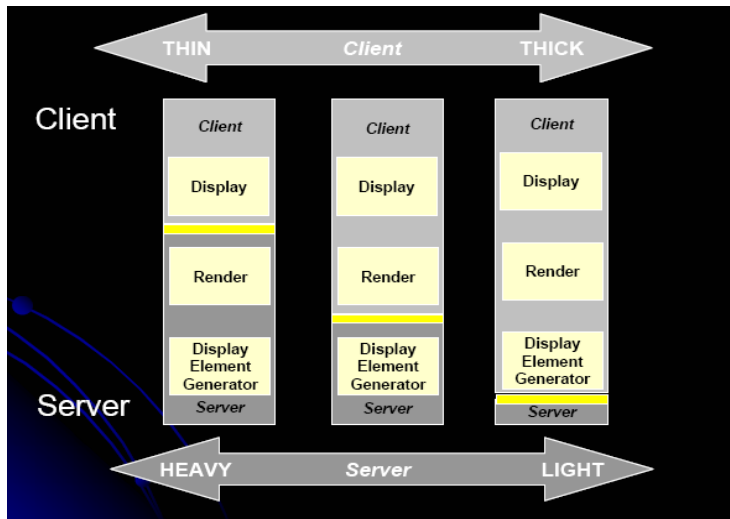 THIN Client THICK
Client
Client Client Client
Display Display Display
Render Render Render
Display Display Display
Element Element Element
Generator Generator Generator
Server
Server Server Server
HEAVY Server LIGHT